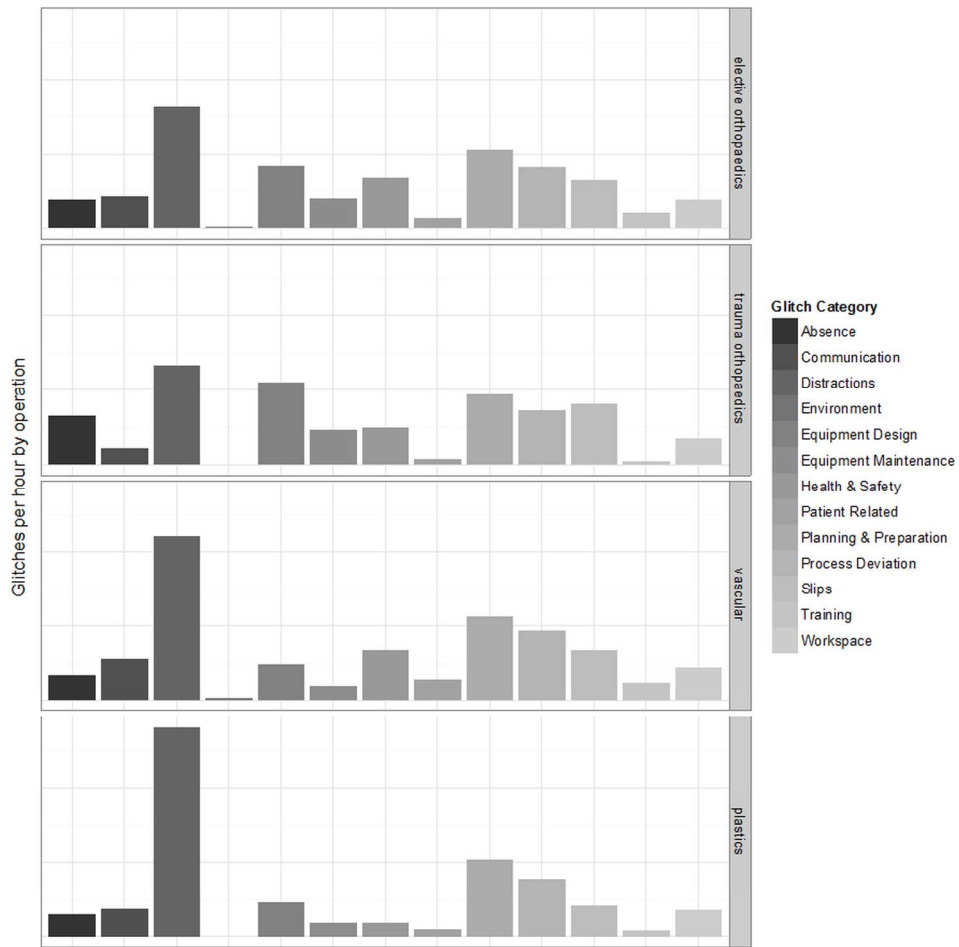 Glitches per hour by operation
elective orthopaedics
trauma orthopaedics
vascular
plastics
Glitch Category
Absence
Communication
Distractions
Environment
Equipment Design
Equipment Maintenance
Health & Safety
Patient Related
Planning & Preparation
Process Deviation
Slips
Training
Workspace